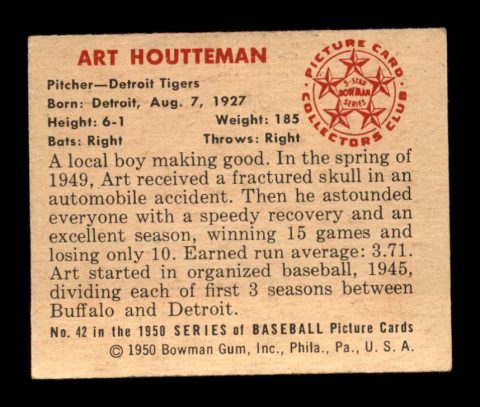 ART HOUTTEMAN
Pitcher—Detroit Tigers
Born: Detroit, Aug. 7, 1927
Height: 6-1 Weight: 185
Bats: Right Throws: Right
PICTURE CARD
5-STAR
BOWMAN
SERIES
COLLECTORS CLUB
A local boy making good. In the spring of
1949, Art received a fractured skull in an
automobile accident. Then he astounded
everyone with a speedy recovery and an
excellent season, winning 15 games and
losing only 10. Earned run average: 3.71.
Art started in organized baseball, 1945,
dividing each of first 3 seasons between
Buffalo and Detroit.
No. 42 in the 1950 SERIES of BASEBALL Picture Cards
© 1950 Bowman Gum, Inc., Phila., Pa., U. S. A.